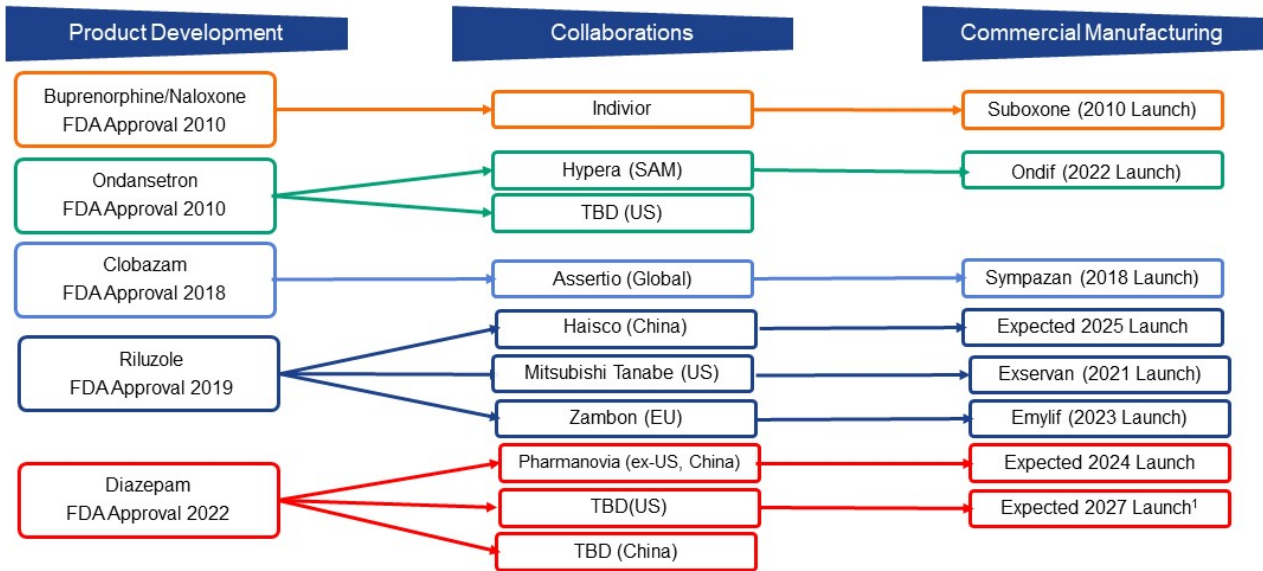 Product Development
Collaborations
Commercial Manufacturing
Buprenorphine/Naloxone
FDA Approval 2010
Indivior
Suboxone (2010 Launch)
Ondansetron
FDA Approval 2010
Hypera (SAM)
Ondif (2022 Launch)
TBD (US)
Clobazam
FDA Approval 2018
Assertio (Global)
Sympazan (2018 Launch)
Riluzole
FDA Approval 2019
Haisco (China)
Expected 2025 Launch
Mitsubishi Tanabe (US)
Exservan (2021 Launch)
Zambon (EU)
Emylif (2023 Launch)
Diazepam
FDA Approval 2022
Pharmanovia (ex-US, China)
Expected 2024 Launch
TBD(US)
Expected 2027 Launch¹
TBD (China)